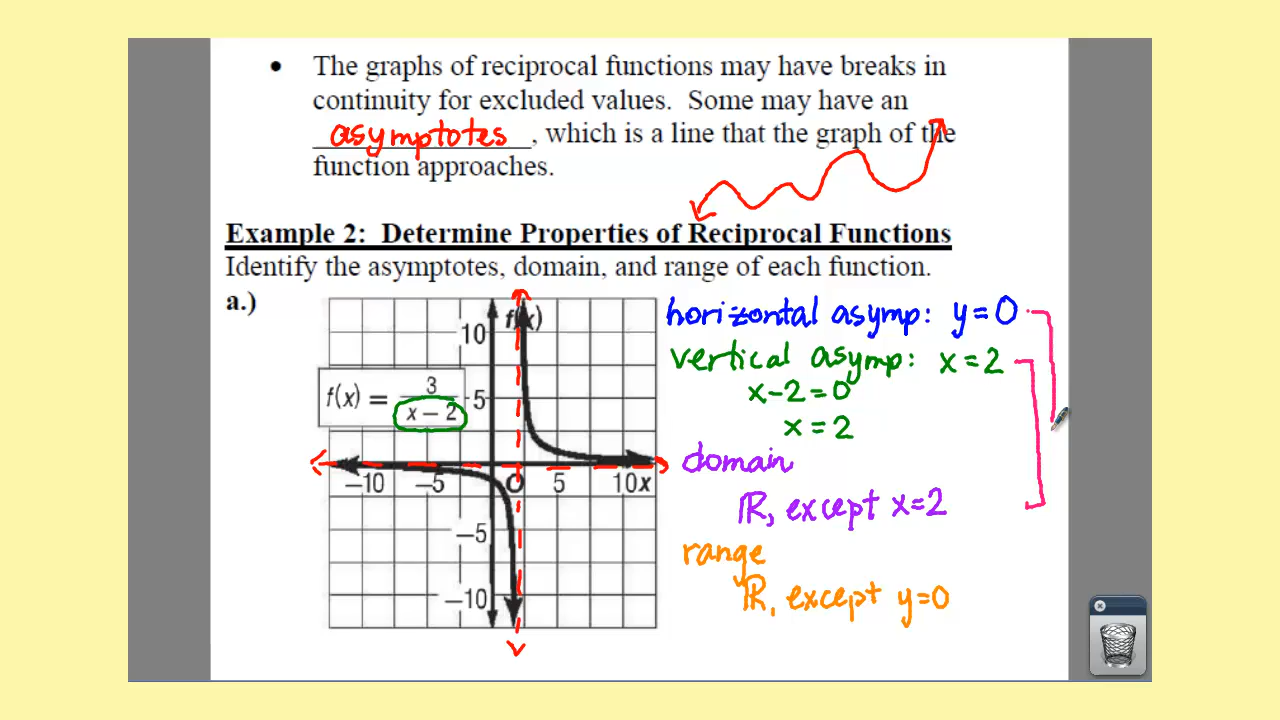 • The graphs of reciprocal functions may have breaks in
continuity for excluded values. Some may have an
asymptotes, which is a line that the graph of the
function approaches.
Example 2: Determine Properties of Reciprocal Functions
Identify the asymptotes, domain, and range of each function.
a.)
f(x)
10
5
f(x) = 3 / x − 2
−10 −5 O 5 10x
−5
−10
horizontal asymp: y=0
vertical asymp: x=2
x-2=0
x=2
domain
ℝ, except x=2
range
ℝ, except y=0